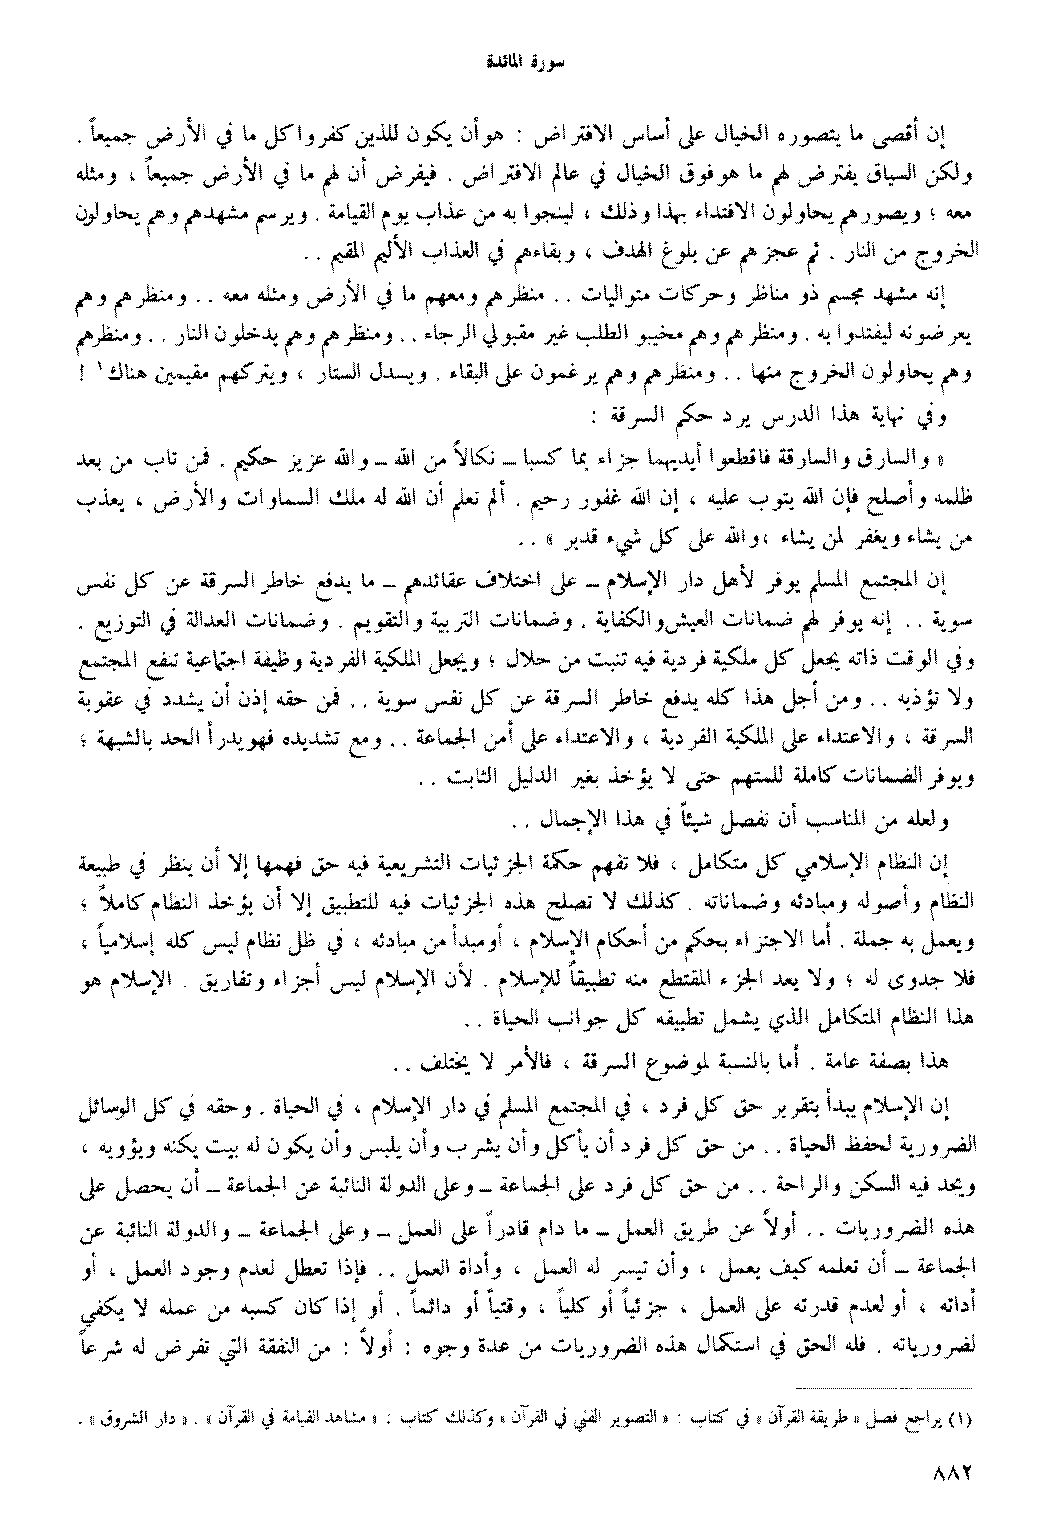 سورة المائدة
إن أقصى ما يتصوره الخيال على أساس الافتراض : هو أن يكون للذين كفروا كل ما في الأرض جميعاً .
ولكن السياق يفترض لهم ما هو فوق الخيال في عالم الافتراض . فيفرض أن لهم ما في الأرض جميعاً ، ومثله
معه ؛ ويصورهم يحاولون الافتداء بهذا وذلك ، لينجوا به من عذاب يوم القيامة . ويرسم مشهدهم وهم يحاولون
الخروج من النار . ثم عجزهم عن بلوغ الهدف ، وبقاءهم في العذاب الأليم المقيم . .
إنه مشهد مجسم ذو مناظر وحركات متواليات . . منظرهم ومعهم ما في الأرض ومثله معه . . ومنظرهم وهم
يعرضونه ليفتدوا به . ومنظرهم وهم مخيبو الطلب غير مقبولي الرجاء . . ومنظرهم وهم يدخلون النار . . ومنظرهم
وهم يحاولون الخروج منها . . ومنظرهم وهم يرغمون على البقاء . ويسدل الستار ، ويتركهم مقيمين هناك١ !
وفي نهاية هذا الدرس يرد حكم السرقة :
« والسارق والسارقة فاقطعوا أيديهما جزاء بما كسبا – نكالاً من الله – والله عزيز حكيم . فمن تاب من بعد
ظلمه وأصلح فإن الله يتوب عليه ، إن الله غفور رحيم . ألم تعلم أن الله له ملك السماوات والأرض ، يعذب
من يشاء ويغفر لمن يشاء ، والله على كل شيء قدير » . .
إن المجتمع المسلم يوفر لأهل دار الإسلام – على اختلاف عقائدهم – ما يدفع خاطر السرقة عن كل نفس
سوية . . إنه يوفر لهم ضمانات العيش والكفاية . وضمانات التربية والتقويم . وضمانات العدالة في التوزيع .
وفي الوقت ذاته يجعل كل ملكية فردية فيه تنبت من حلال ؛ ويجعل الملكية الفردية وظيفة اجتماعية تنفع المجتمع
ولا تؤذيه . . ومن أجل هذا كله يدفع خاطر السرقة عن كل نفس سوية . . فمن حقه إذن أن يشدد في عقوبة
السرقة ، والاعتداء على الملكية الفردية ، والاعتداء على أمن الجماعة . . ومع تشديده فهو يدرأ الحد بالشبهة ؛
ويوفر الضمانات كاملة للمتهم حتى لا يؤخذ بغير الدليل الثابت . .
ولعله من المناسب أن نفصل شيئاً في هذا الإجمال . .
إن النظام الإسلامي كل متكامل ، فلا تفهم حكمة الجزئيات التشريعية فيه حق فهمها إلا أن ينظر في طبيعة
النظام وأصوله ومبادئه وضماناته . كذلك لا تصلح هذه الجزئيات فيه للتطبيق إلا أن يؤخذ النظام كاملاً ؛
ويعمل به جملة . أما الاجتزاء بحكم من أحكام الإسلام ، أو مبدأ من مبادئه ، في ظل نظام ليس كله إسلامياً ،
فلا جدوى له ؛ ولا يعد الجزء المقتطع منه تطبيقاً للإسلام . لأن الإسلام ليس أجزاء وتفاريق . الإسلام هو
هذا النظام المتكامل الذي يشمل تطبيقه كل جوانب الحياة . .
هذا بصفة عامة . أما بالنسبة لموضوع السرقة ، فالأمر لا يختلف . .
إن الإسلام يبدأ بتقرير حق كل فرد ، في المجتمع المسلم في دار الإسلام ، في الحياة . وحقه في كل الوسائل
الضرورية لحفظ الحياة . . من حق كل فرد أن يأكل وأن يشرب وأن يلبس وأن يكون له بيت يكنه ويؤويه ،
ويجد فيه السكن والراحة . . من حق كل فرد على الجماعة – وعلى الدولة النائبة عن الجماعة – أن يحصل على
هذه الضروريات . . أولاً عن طريق العمل – ما دام قادراً على العمل – وعلى الجماعة – والدولة النائبة عن
الجماعة – أن تعلمه كيف يعمل ، وأن تيسر له العمل ، وأداة العمل . . فإذا تعطل لعدم وجود العمل ، أو
أداته ، أو لعدم قدرته على العمل ، جزئياً أو كلياً ، وقتياً أو دائماً . أو إذا كان كسبه من عمله لا يكفي
لضرورياته . فله الحق في استكمال هذه الضروريات من عدة وجوه : أولاً : من النفقة التي تفرض له شرعاً
(١) يراجع فصل « طريقة القرآن » في كتاب : « التصوير الفني في القرآن » وكذلك كتاب : « مشاهد القيامة في القرآن » . « دار الشروق » .
٨٨٢